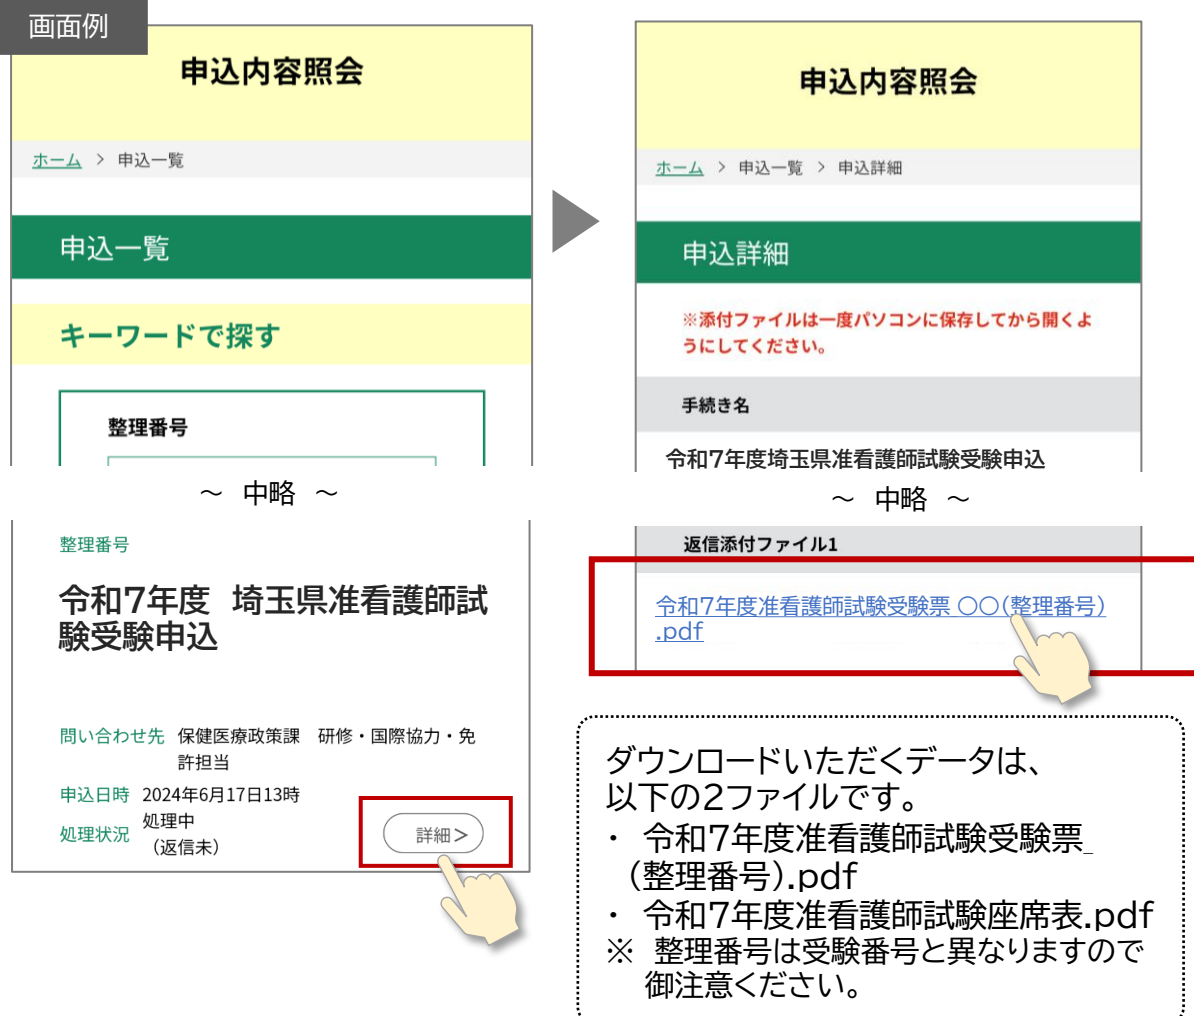 画面例
申込内容照会
ホーム > 申込一覧
申込一覧
キーワードで探す
整理番号
～ 中略 ～
整理番号
令和7年度 埼玉県准看護師試
験受験申込
問い合わせ先 保健医療政策課 研修・国際協力・免
許担当
申込日時 2024年6月17日13時
処理状況 処理中
（返信未）
詳細>
申込内容照会
ホーム > 申込一覧 > 申込詳細
申込詳細
※添付ファイルは一度パソコンに保存してから開くよ
うにしてください。
手続き名
令和7年度埼玉県准看護師試験受験申込
～ 中略 ～
返信添付ファイル1
令和7年度准看護師試験受験票_○○(整理番号)
.pdf
ダウンロードいただくデータは、
以下の2ファイルです。
・ 令和7年度准看護師試験受験票_
(整理番号).pdf
・ 令和7年度准看護師試験座席表.pdf
※ 整理番号は受験番号と異なりますので
御注意ください。